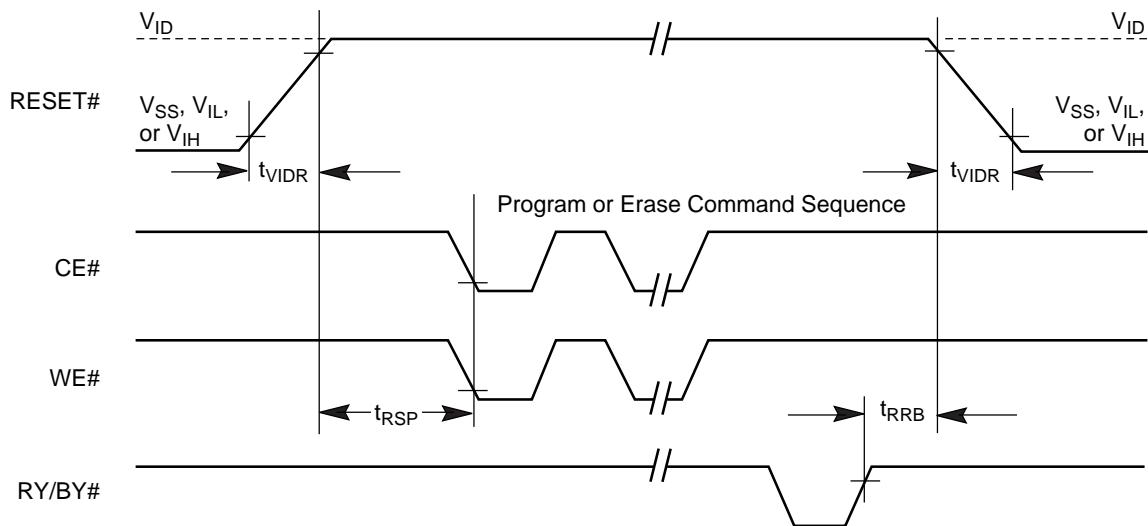 V_ID V_ID
RESET#
V_SS, V_IL,
or V_IH
V_SS, V_IL,
or V_IH
t_VIDR t_VIDR
Program or Erase Command Sequence
CE#
WE#
t_RSP t_RRB
RY/BY#